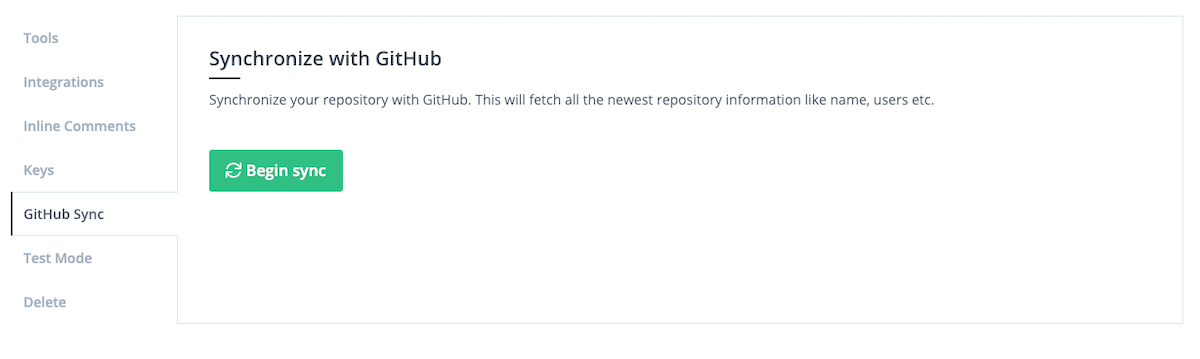 Tools
Integrations
Inline Comments
Keys
GitHub Sync
Test Mode
Delete
Synchronize with GitHub
Synchronize your repository with GitHub. This will fetch all the newest repository information like name, users etc.
Begin sync